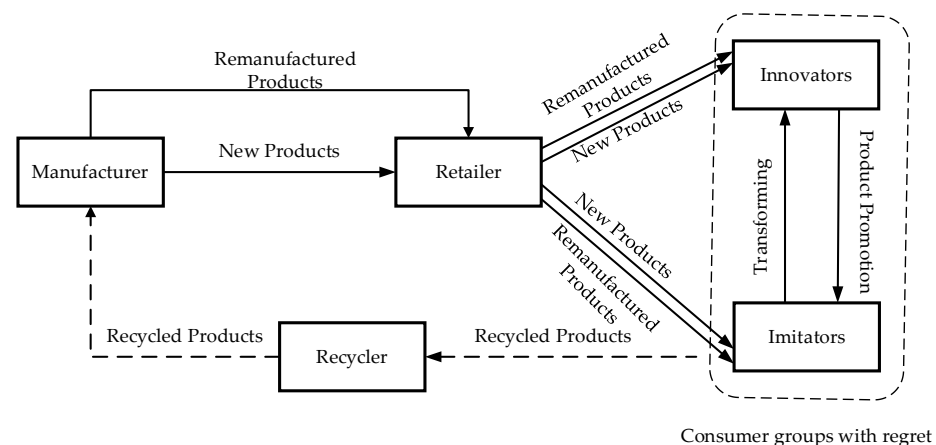 Remanufactured
Products
Manufacturer
New Products
Retailer
Remanufactured
Products
New Products
Innovators
New Products
Remanufactured
Products
Transforming
Product Promotion
Imitators
Recycled Products
Recycler
Recycled Products
Consumer groups with regret